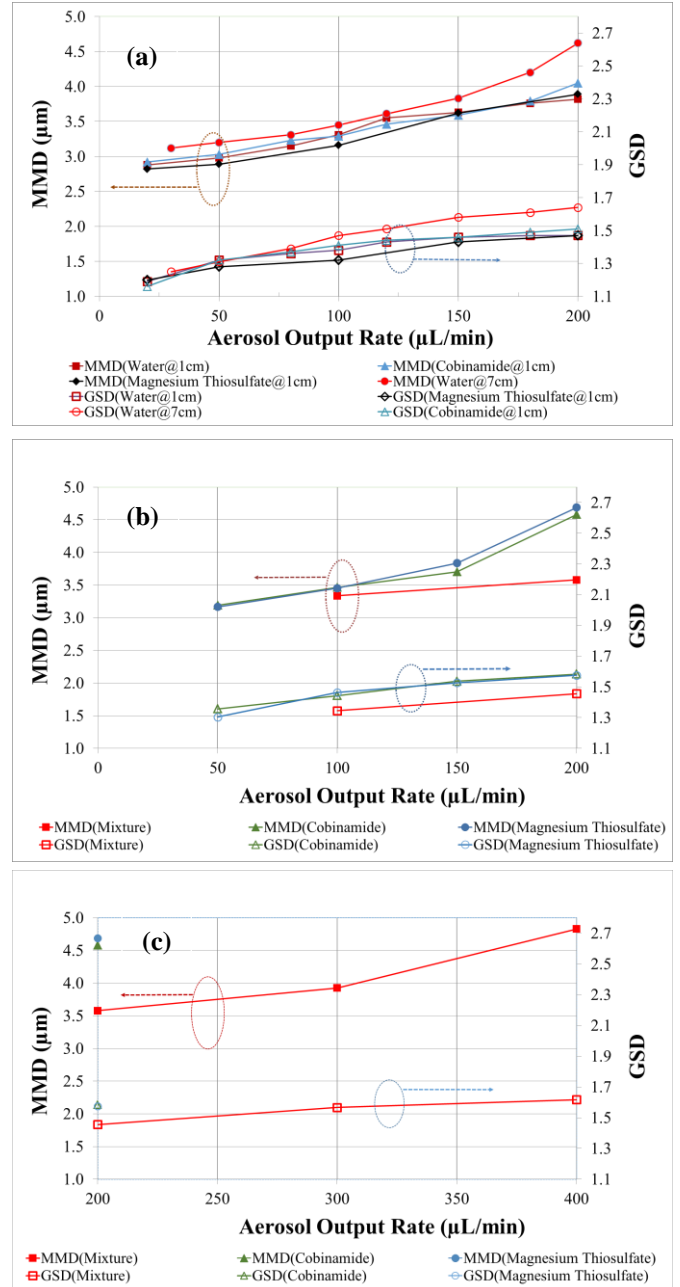 (a)
MMD (µm)
5.0
4.5
4.0
3.5
3.0
2.5
2.0
1.5
1.0
2.7
2.5
2.3
2.1
1.9
1.7
1.5
1.3
1.1
GSD
0 50 100 150 200
Aerosol Output Rate (µL/min)
MMD(Water@1cm) MMD(Cobinamide@1cm)
MMD(Magnesium Thiosulfate@1cm) MMD(Water@7cm)
GSD(Water@1cm) GSD(Magnesium Thiosulfate@1cm)
GSD(Water@7cm) GSD(Cobinamide@1cm)
(b)
MMD (µm)
5.0
4.5
4.0
3.5
3.0
2.5
2.0
1.5
1.0
2.7
2.5
2.3
2.1
1.9
1.7
1.5
1.3
1.1
GSD
0 50 100 150 200
Aerosol Output Rate (µL/min)
MMD(Mixture) MMD(Cobinamide) MMD(Magnesium Thiosulfate)
GSD(Mixture) GSD(Cobinamide) GSD(Magnesium Thiosulfate)
(c)
MMD (µm)
5.0
4.5
4.0
3.5
3.0
2.5
2.0
1.5
1.0
2.7
2.5
2.3
2.1
1.9
1.7
1.5
1.3
1.1
GSD
200 250 300 350 400
Aerosol Output Rate (µL/min)
MMD(Mixture) MMD(Cobinamide) MMD(Magnesium Thiosulfate)
GSD(Mixture) GSD(Cobinamide) GSD(Magnesium Thiosulfate)